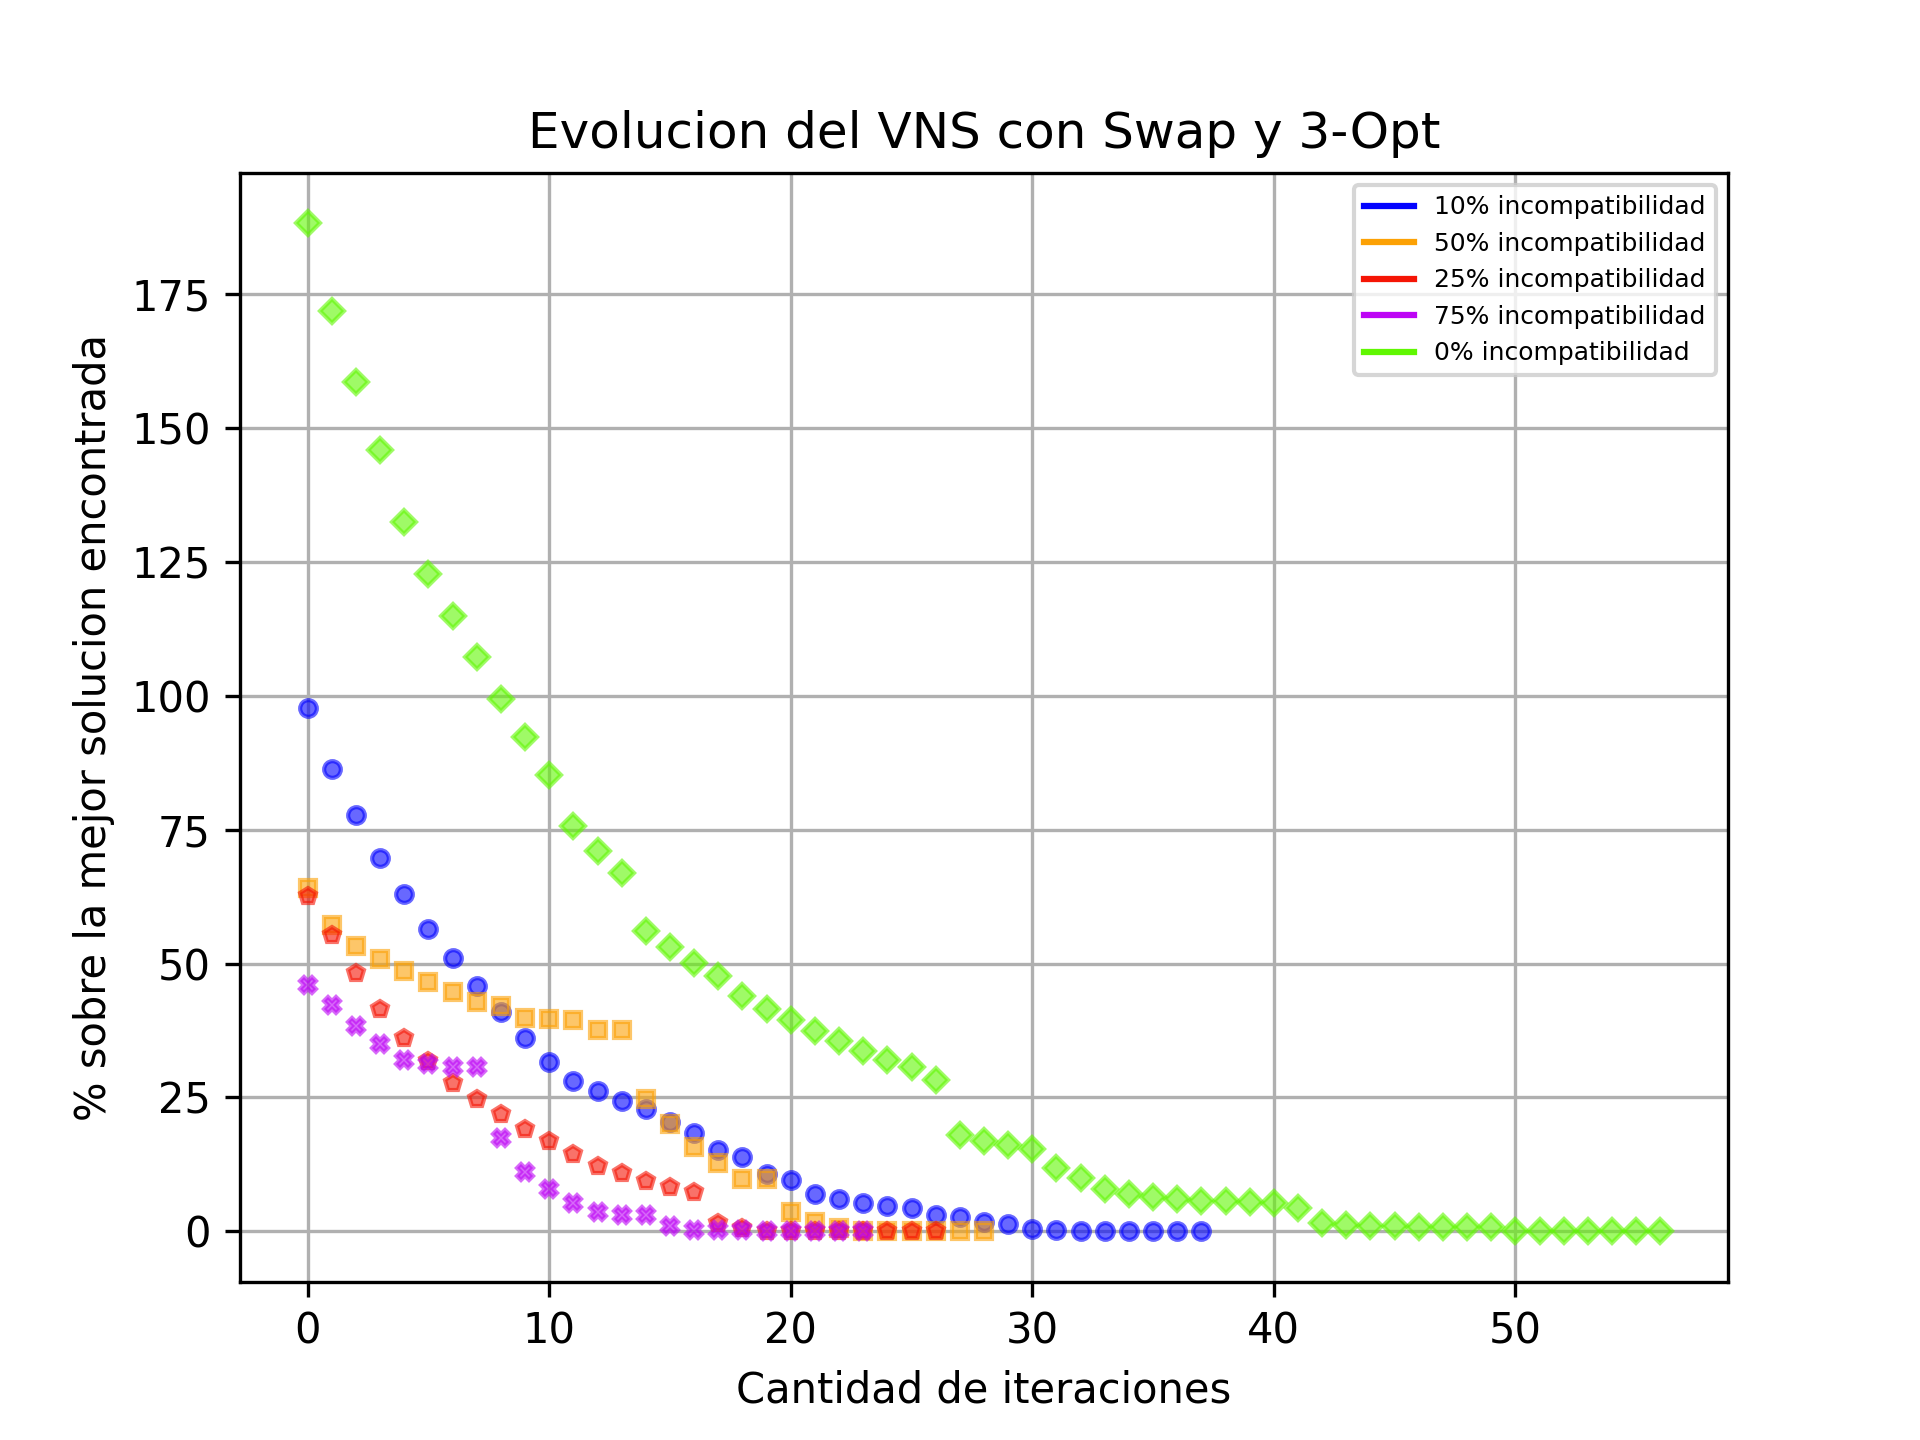 Evolucion del VNS con Swap y 3-Opt
10% incompatibilidad
50% incompatibilidad
25% incompatibilidad
75% incompatibilidad
0% incompatibilidad
% sobre la mejor solucion encontrada
175
150
125
100
75
50
25
0
0 10 20 30 40 50
Cantidad de iteraciones